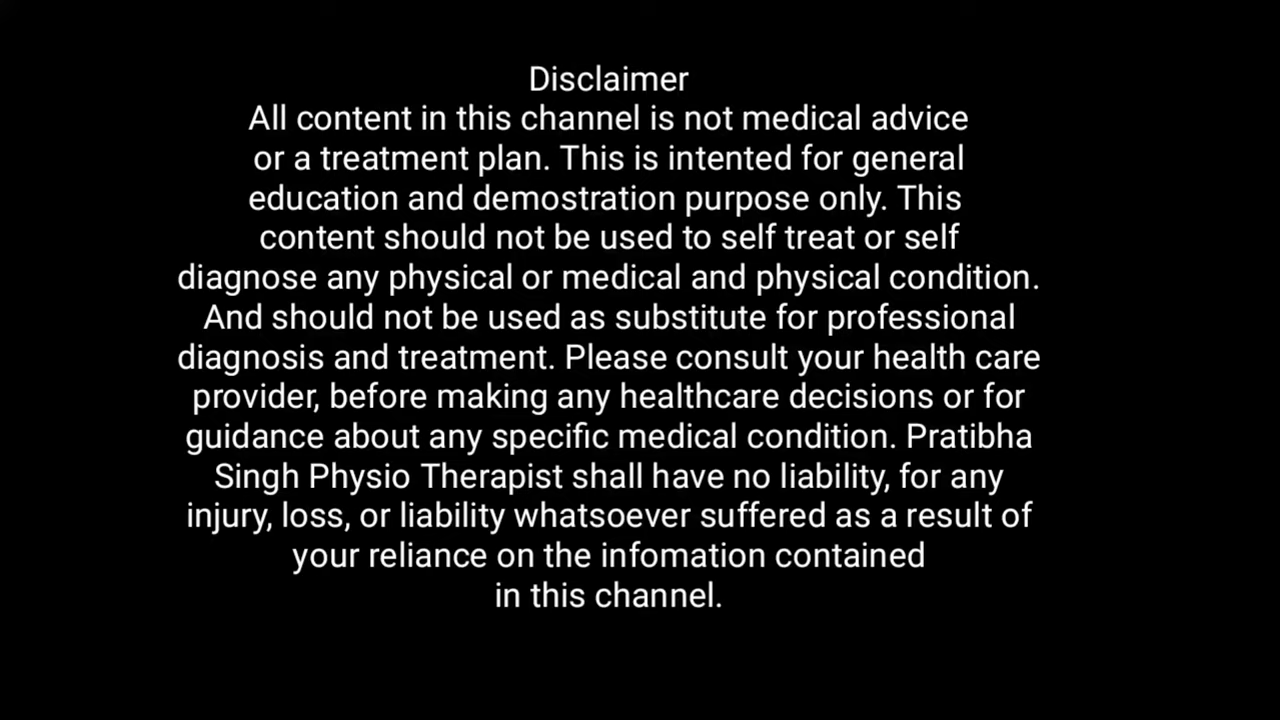 Disclaimer
All content in this channel is not medical advice
or a treatment plan. This is intented for general
education and demostration purpose only. This
content should not be used to self treat or self
diagnose any physical or medical and physical condition.
And should not be used as substitute for professional
diagnosis and treatment. Please consult your health care
provider, before making any healthcare decisions or for
guidance about any specific medical condition. Pratibha
Singh Physio Therapist shall have no liability, for any
injury, loss, or liability whatsoever suffered as a result of
your reliance on the infomation contained
in this channel.